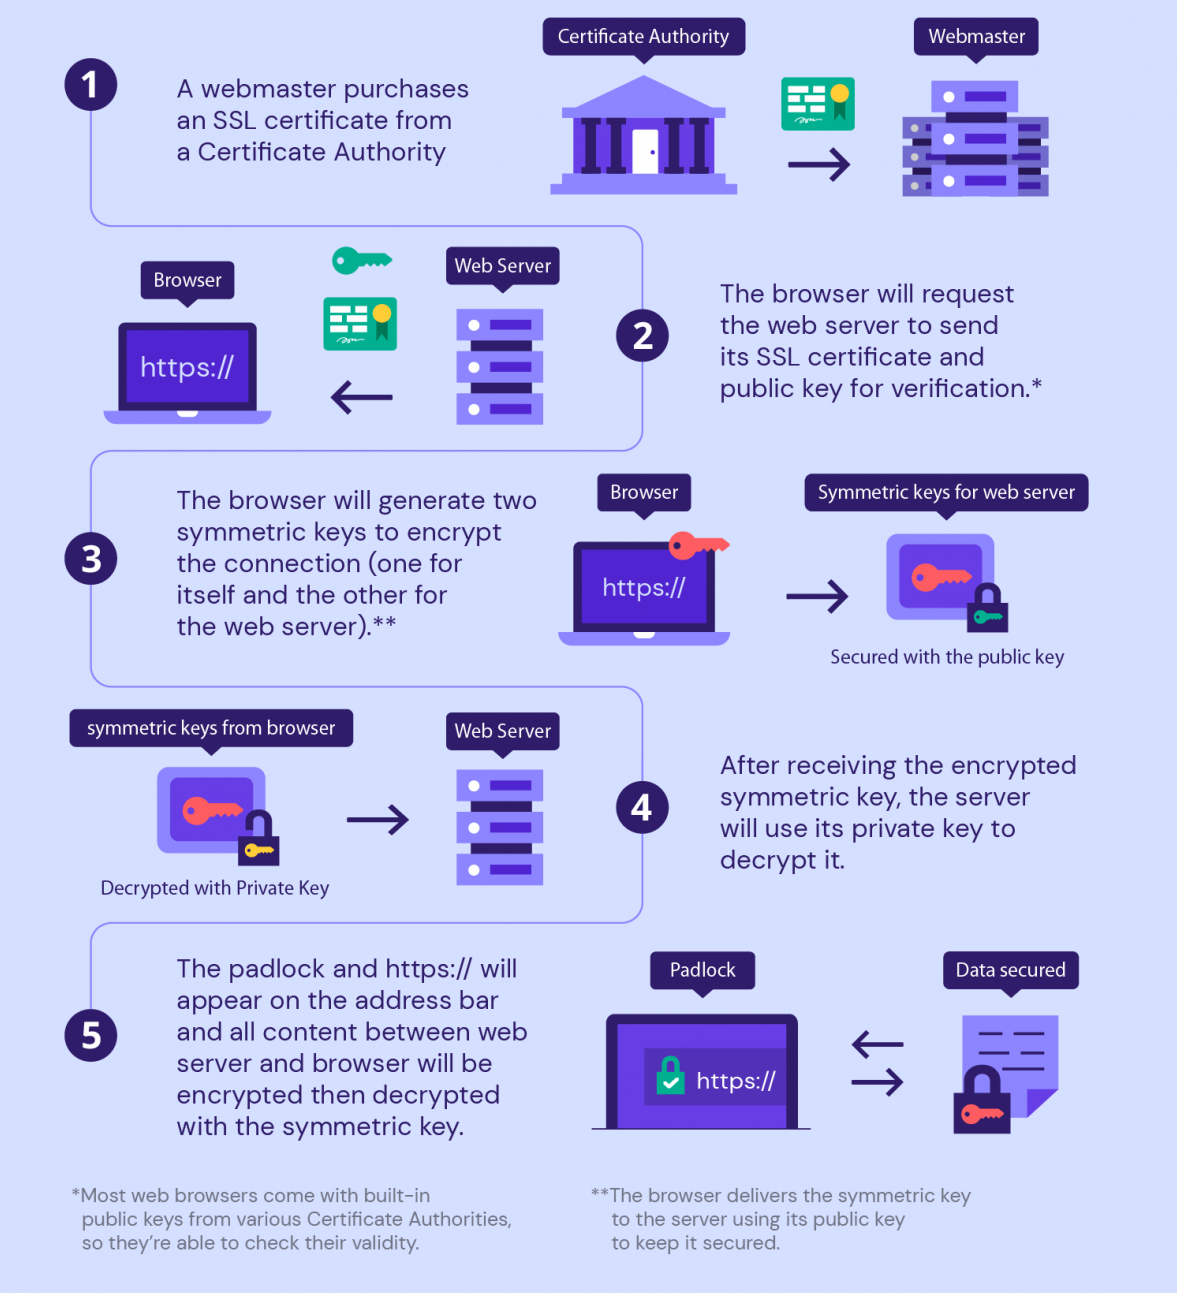 Certificate Authority
Webmaster
1
A webmaster purchases
an SSL certificate from
a Certificate Authority
Browser
Web Server
https://
2
The browser will request
the web server to send
its SSL certificate and
public key for verification.*
3
The browser will generate two
symmetric keys to encrypt
the connection (one for
itself and the other for
the web server).**
Browser
Symmetric keys for web server
https://
Secured with the public key
symmetric keys from browser
Web Server
Decrypted with Private Key
4
After receiving the encrypted
symmetric key, the server
will use its private key to
decrypt it.
5
The padlock and https:// will
appear on the address bar
and all content between web
server and browser will be
encrypted then decrypted
with the symmetric key.
Padlock
Data secured
https://
*Most web browsers come with built-in
public keys from various Certificate Authorities,
so they're able to check their validity.
**The browser delivers the symmetric key
to the server using its public key
to keep it secured.